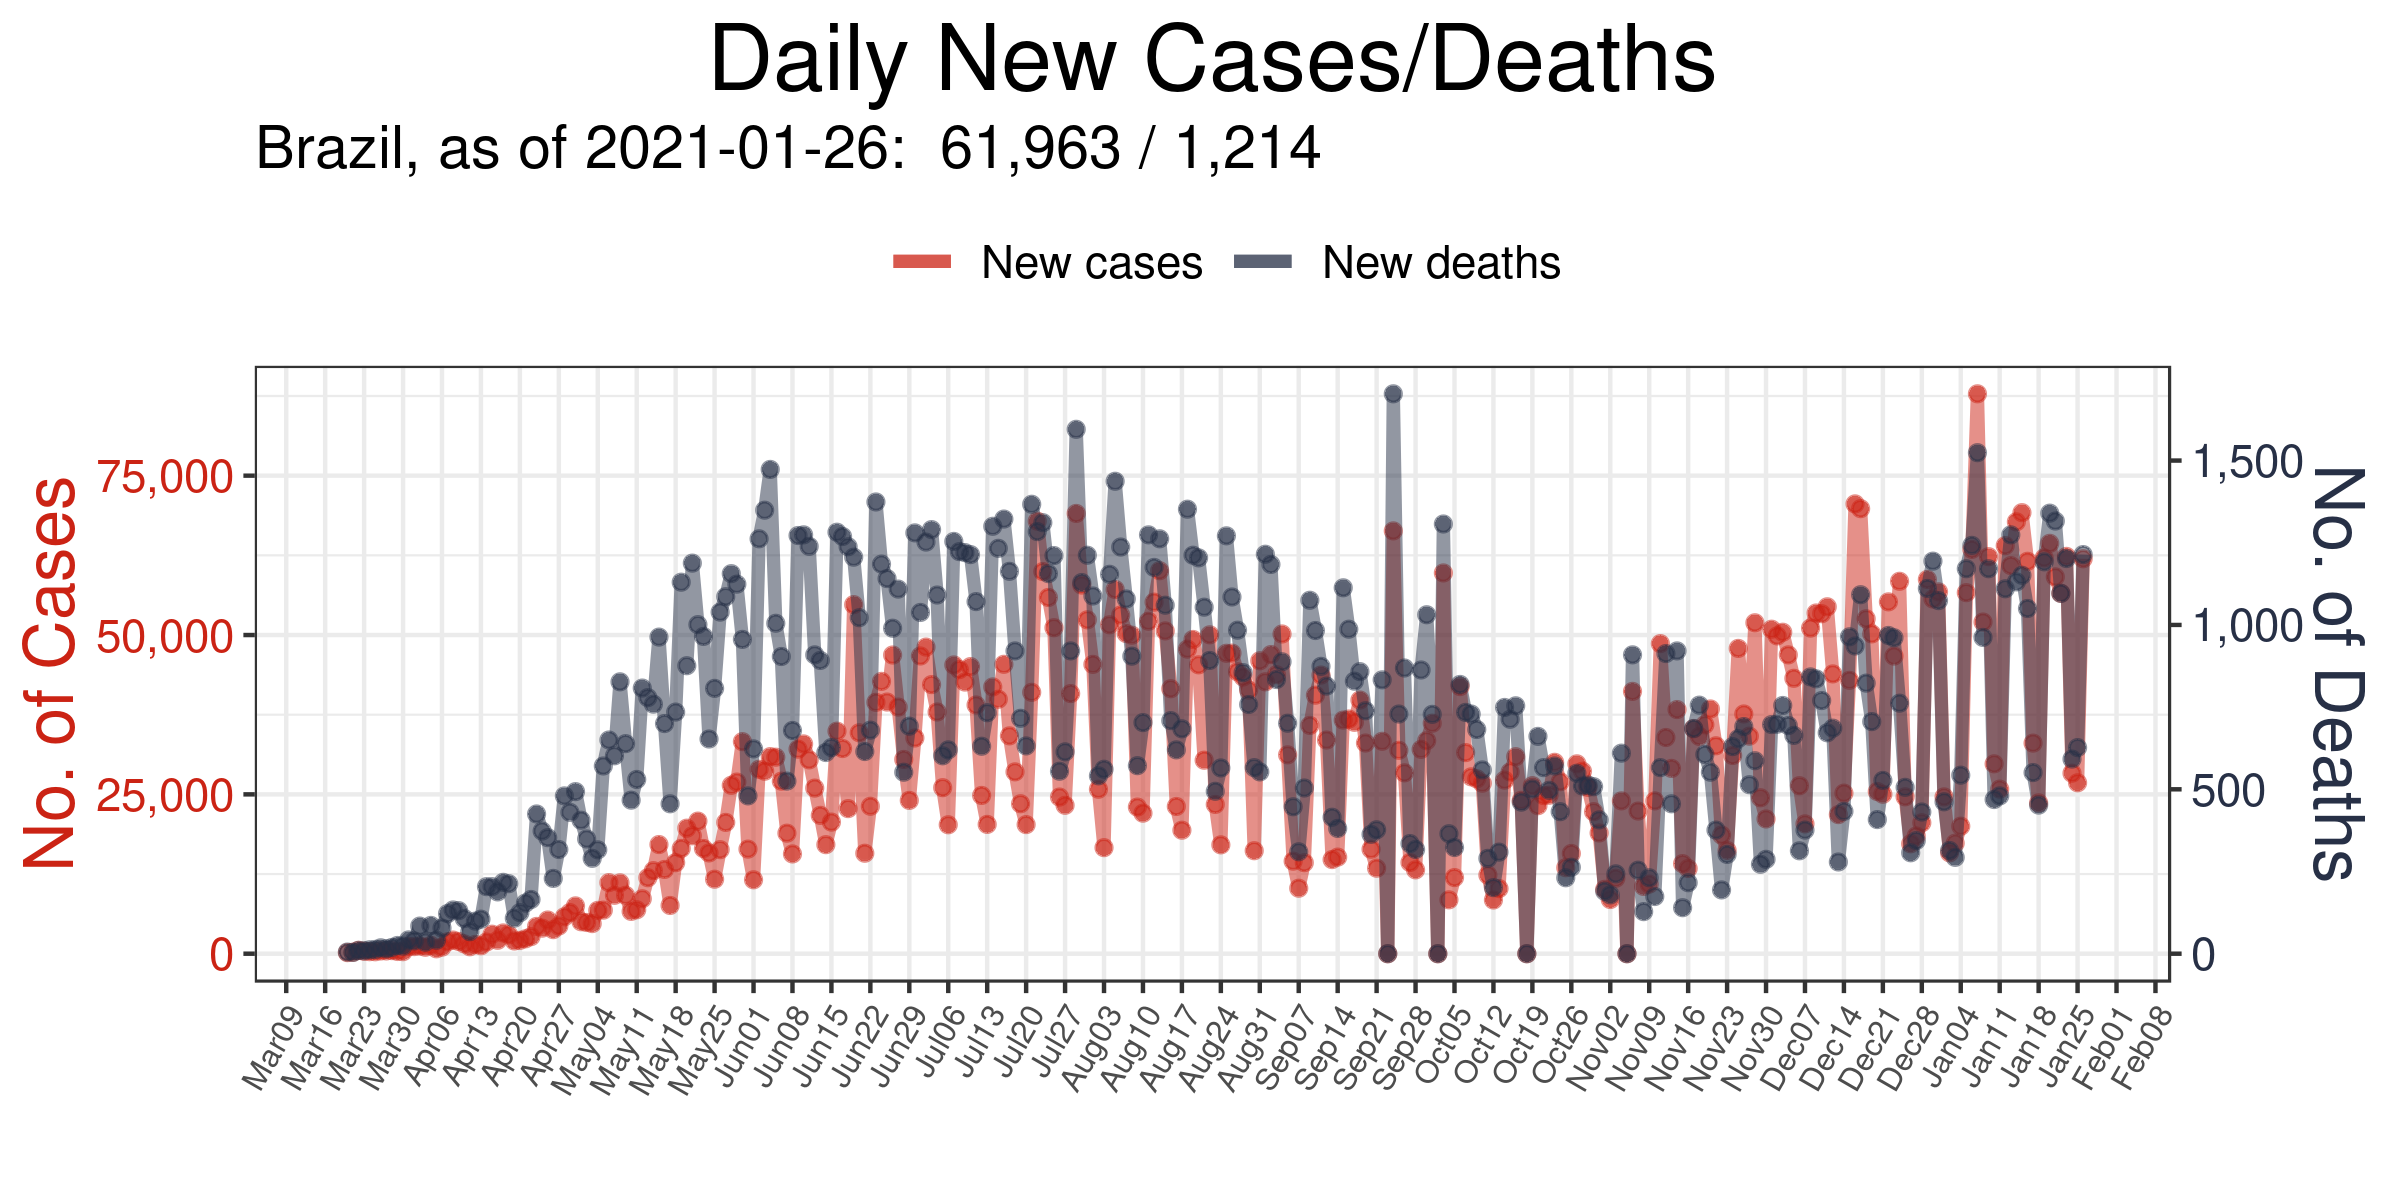 Daily New Cases/Deaths
Brazil, as of 2021-01-26:  61,963 / 1,214
New cases
New deaths
No. of Cases
75,000
50,000
25,000
0
1,500
1,000
500
0
No. of Deaths
Mar09
Mar16
Mar23
Mar30
Apr06
Apr13
Apr20
Apr27
May04
May11
May18
May25
Jun01
Jun08
Jun15
Jun22
Jun29
Jul06
Jul13
Jul20
Jul27
Aug03
Aug10
Aug17
Aug24
Aug31
Sep07
Sep14
Sep21
Sep28
Oct05
Oct12
Oct19
Oct26
Nov02
Nov09
Nov16
Nov23
Nov30
Dec07
Dec14
Dec21
Dec28
Jan04
Jan11
Jan18
Jan25
Feb01
Feb08